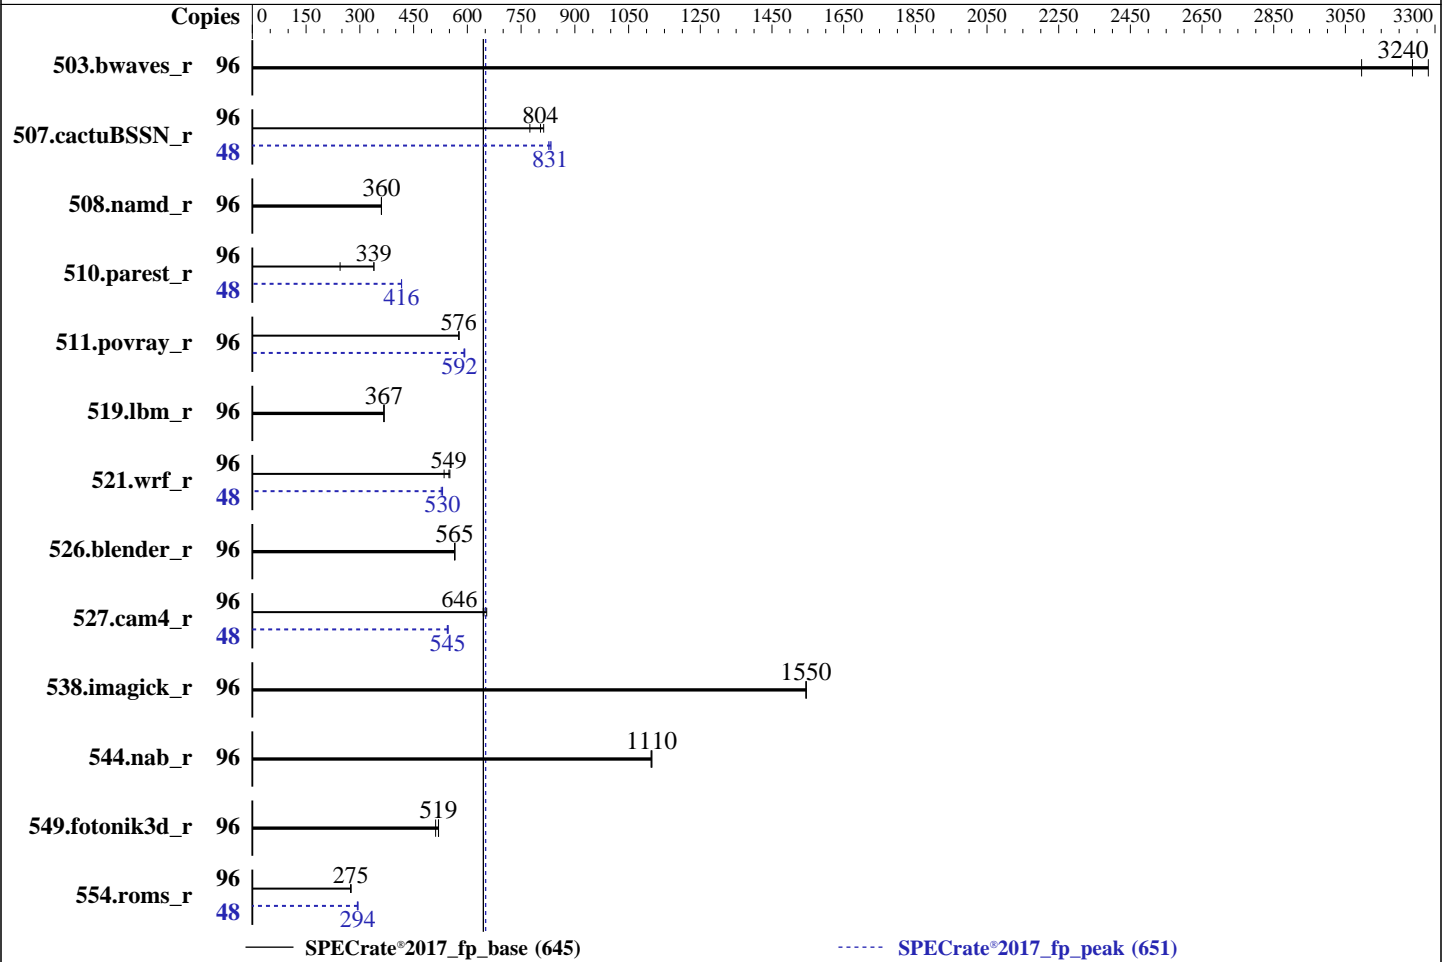 Copies 0 150 300 450 600 750 900 1050 1250 1450 1650 1850 2050 2250 2450 2650 2850 3050 3300
503.bwaves_r 96 3240
507.cactuBSSN_r 96 804
48 831
508.namd_r 96 360
510.parest_r 96 339
48 416
511.povray_r 96 576
592
519.lbm_r 96 367
521.wrf_r 96 549
48 530
526.blender_r 96 565
527.cam4_r 96 646
48 545
538.imagick_r 96 1550
544.nab_r 96 1110
549.fotonik3d_r 96 519
554.roms_r 96 275
48 294
SPECrate®2017_fp_base (645) SPECrate®2017_fp_peak (651)